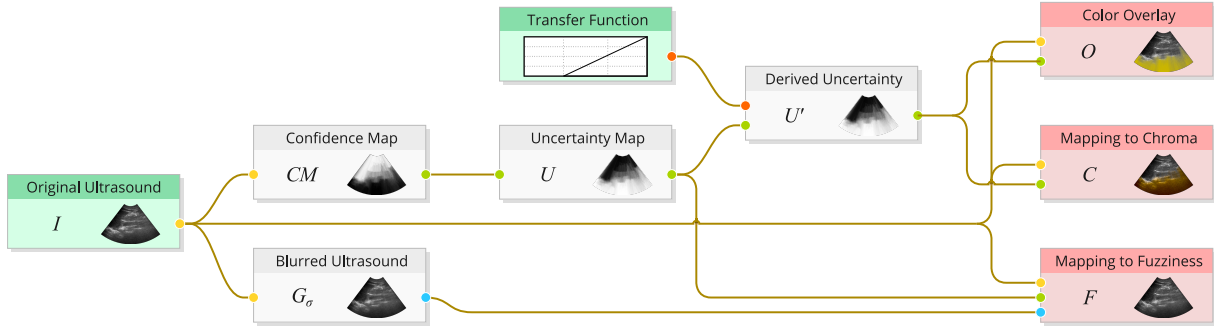 Transfer Function
Color Overlay
O
Derived Uncertainty
U'
Confidence Map
CM
Uncertainty Map
U
Mapping to Chroma
C
Original Ultrasound
I
Blurred Ultrasound
Gσ
Mapping to Fuzziness
F